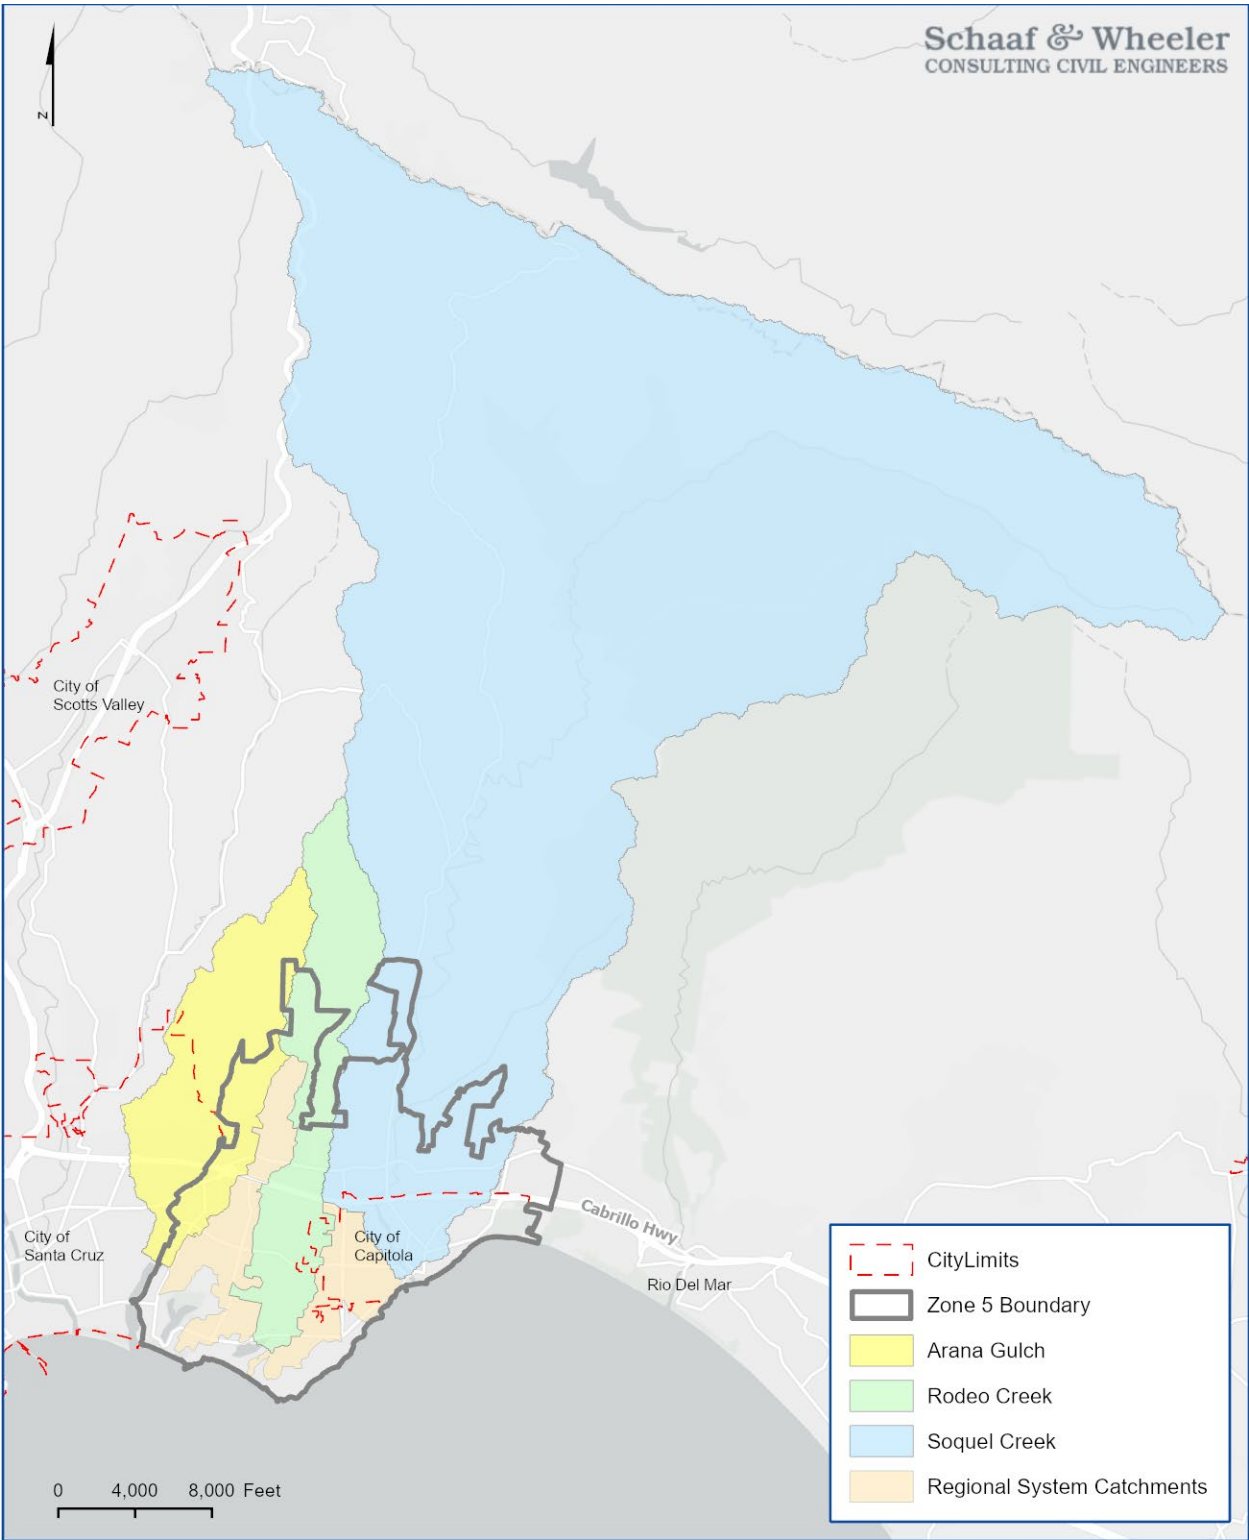 Schaaf & Wheeler
CONSULTING CIVIL ENGINEERS
N
City of
Scotts Valley
City of
Santa Cruz
City of
Capitola
Cabrillo Hwy
Rio Del Mar
CityLimits
Zone 5 Boundary
Arana Gulch
Rodeo Creek
Soquel Creek
Regional System Catchments
0 4,000 8,000 Feet